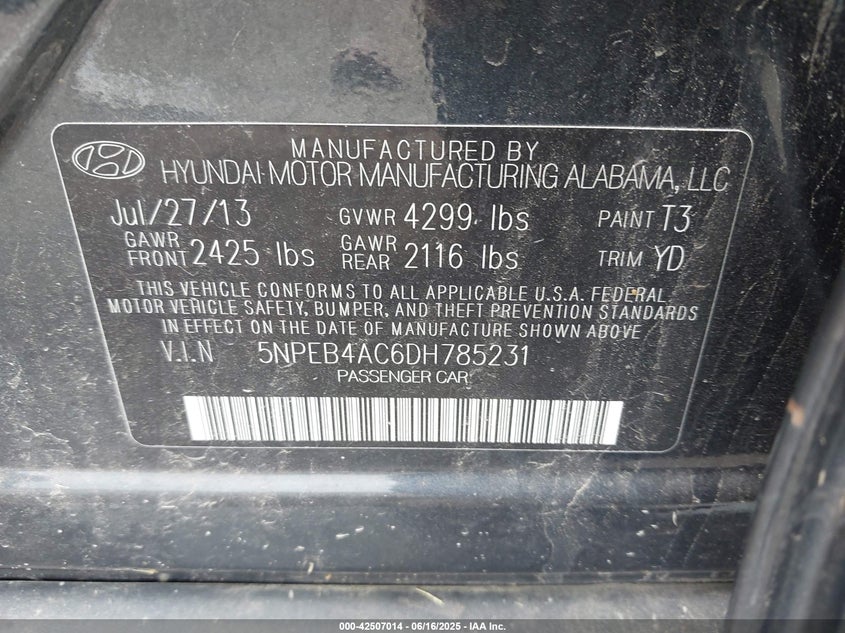 MANUFACTURED BY
HYUNDAI MOTOR MANUFACTURING ALABAMA, LLC
Jul/27/13 GVWR 4299 lbs PAINT T3
GAWR FRONT 2425 lbs GAWR REAR 2116 lbs TRIM YD
THIS VEHICLE CONFORMS TO ALL APPLICABLE U.S.A. FEDERAL
MOTOR VEHICLE SAFETY, BUMPER, AND THEFT PREVENTION STANDARDS
IN EFFECT ON THE DATE OF MANUFACTURE SHOWN ABOVE
V.I.N 5NPEB4AC6DH785231
PASSENGER CAR
000-42507014 - 06/16/2025 - IAA Inc.